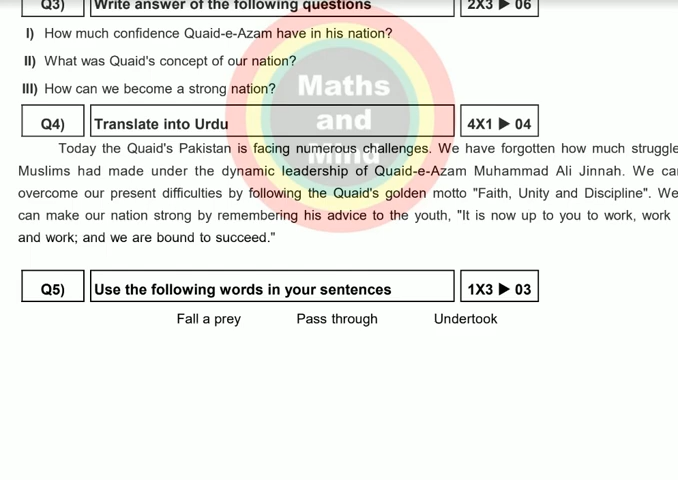 Q3) Write answer of the following questions 2X3 ▶ 06
I) How much confidence Quaid-e-Azam have in his nation?
II) What was Quaid's concept of our nation?
III) How can we become a strong nation?
Maths
and
Mind
Q4) Translate into Urdu 4X1 ▶ 04
Today the Quaid's Pakistan is facing numerous challenges. We have forgotten how much struggle
Muslims had made under the dynamic leadership of Quaid-e-Azam Muhammad Ali Jinnah. We can
overcome our present difficulties by following the Quaid's golden motto "Faith, Unity and Discipline". We
can make our nation strong by remembering his advice to the youth, "It is now up to you to work, work
and work; and we are bound to succeed."
Q5) Use the following words in your sentences 1X3 ▶ 03
Fall a prey Pass through Undertook